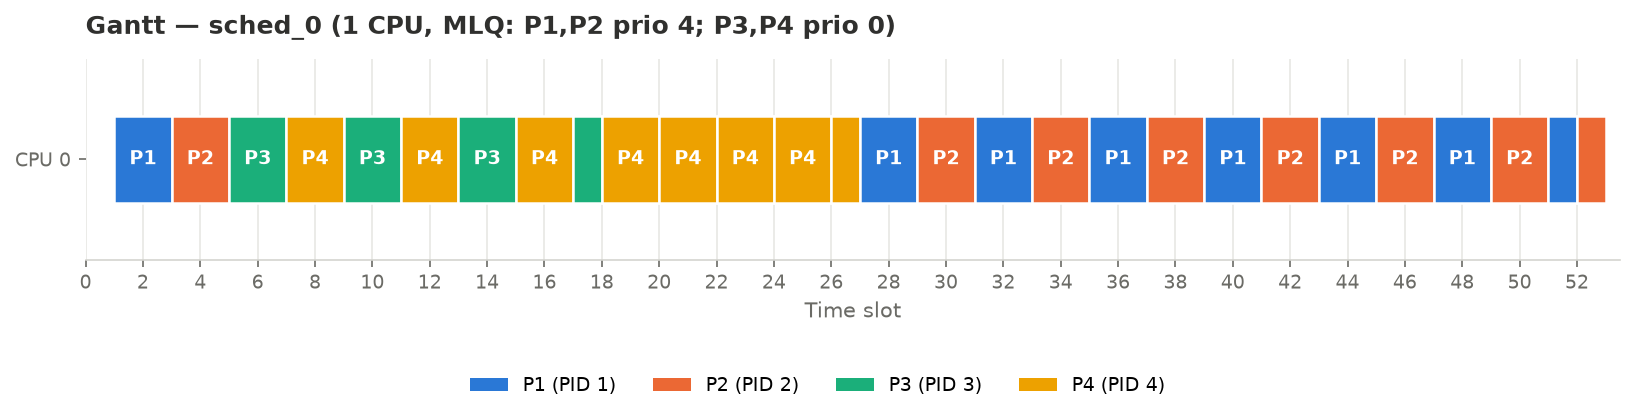 Gantt — sched_0 (1 CPU, MLQ: P1,P2 prio 4; P3,P4 prio 0)
CPU 0
P1 P2 P3 P4 P3 P4 P3 P4 P4 P4 P4 P4 P1 P2 P1 P2 P1 P2 P1 P2 P1 P2 P1 P2
0 2 4 6 8 10 12 14 16 18 20 22 24 26 28 30 32 34 36 38 40 42 44 46 48 50 52
Time slot
P1 (PID 1) P2 (PID 2) P3 (PID 3) P4 (PID 4)